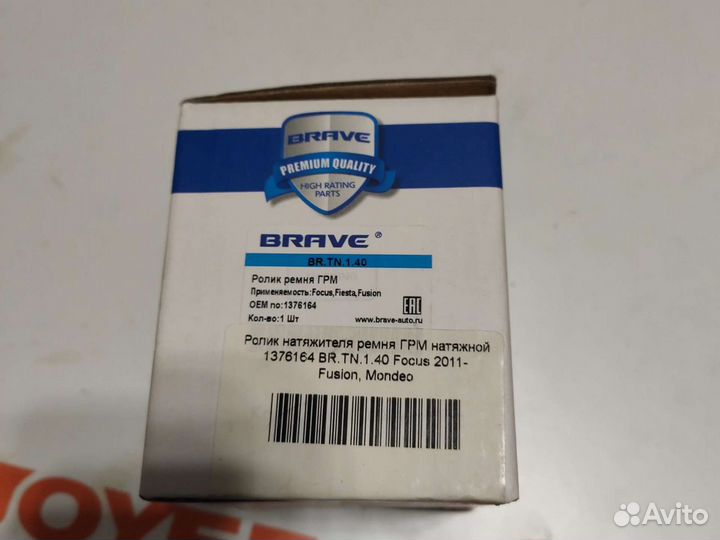 BRAVE
PREMIUM QUALITY
HIGH RATING
PARTS
BRAVE ®
BR.TN.1.40
Ролик ремня ГРМ
Применяемость:Focus,Fiesta,Fusion
OEM no:1376164
Кол-во:1 Шт
EAC
www.brave-auto.ru
Ролик натяжителя ремня ГРМ натяжной
1376164 BR.TN.1.40 Focus 2011-
Fusion, Mondeo
OYE
Avito